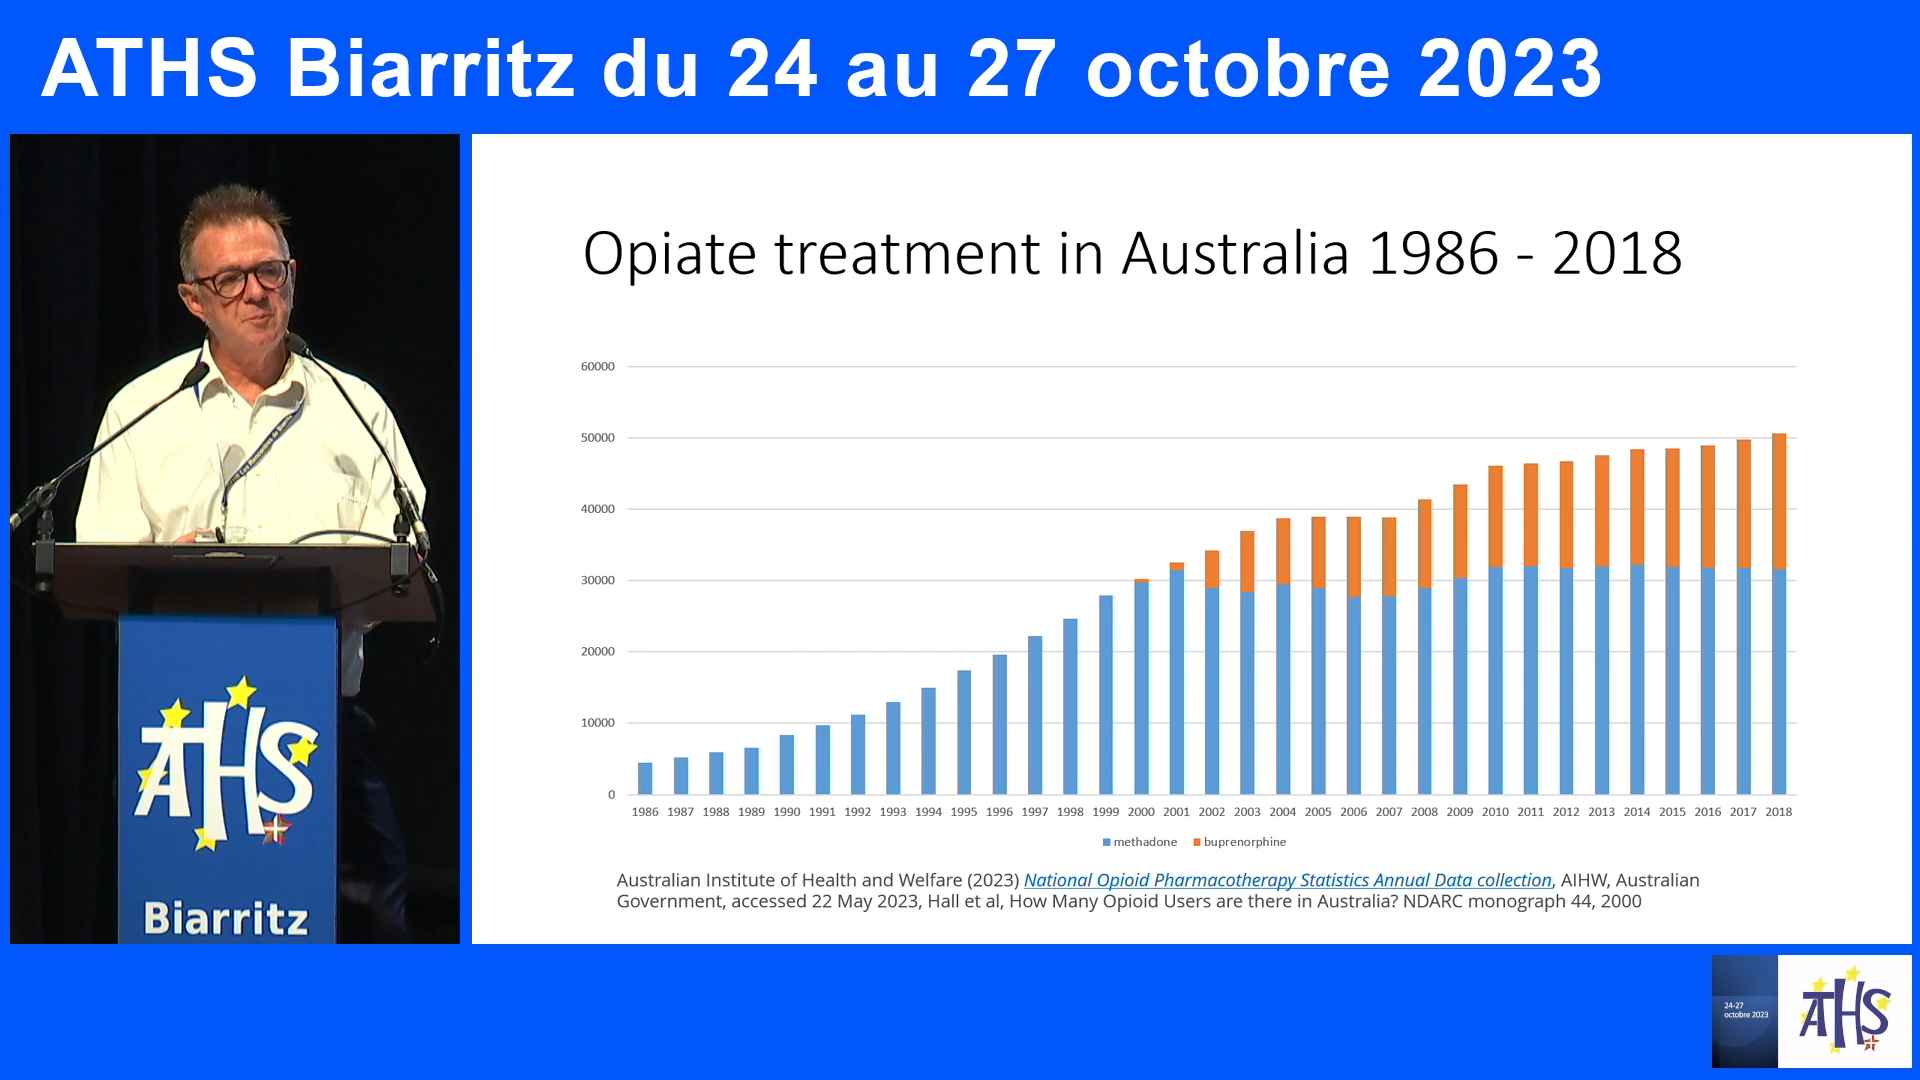 ATHS Biarritz du 24 au 27 octobre 2023
Opiate treatment in Australia 1986 - 2018
60000
50000
40000
30000
20000
10000
0
1986 1987 1988 1989 1990 1991 1992 1993 1994 1995 1996 1997 1998 1999 2000 2001 2002 2003 2004 2005 2006 2007 2008 2009 2010 2011 2012 2013 2014 2015 2016 2017 2018
methadone buprenorphine
Australian Institute of Health and Welfare (2023) National Opioid Pharmacotherapy Statistics Annual Data collection, AIHW, Australian
Government, accessed 22 May 2023, Hall et al, How Many Opioid Users are there in Australia? NDARC monograph 44, 2000
ATHS
Biarritz
24-27
octobre 2023
ATHS